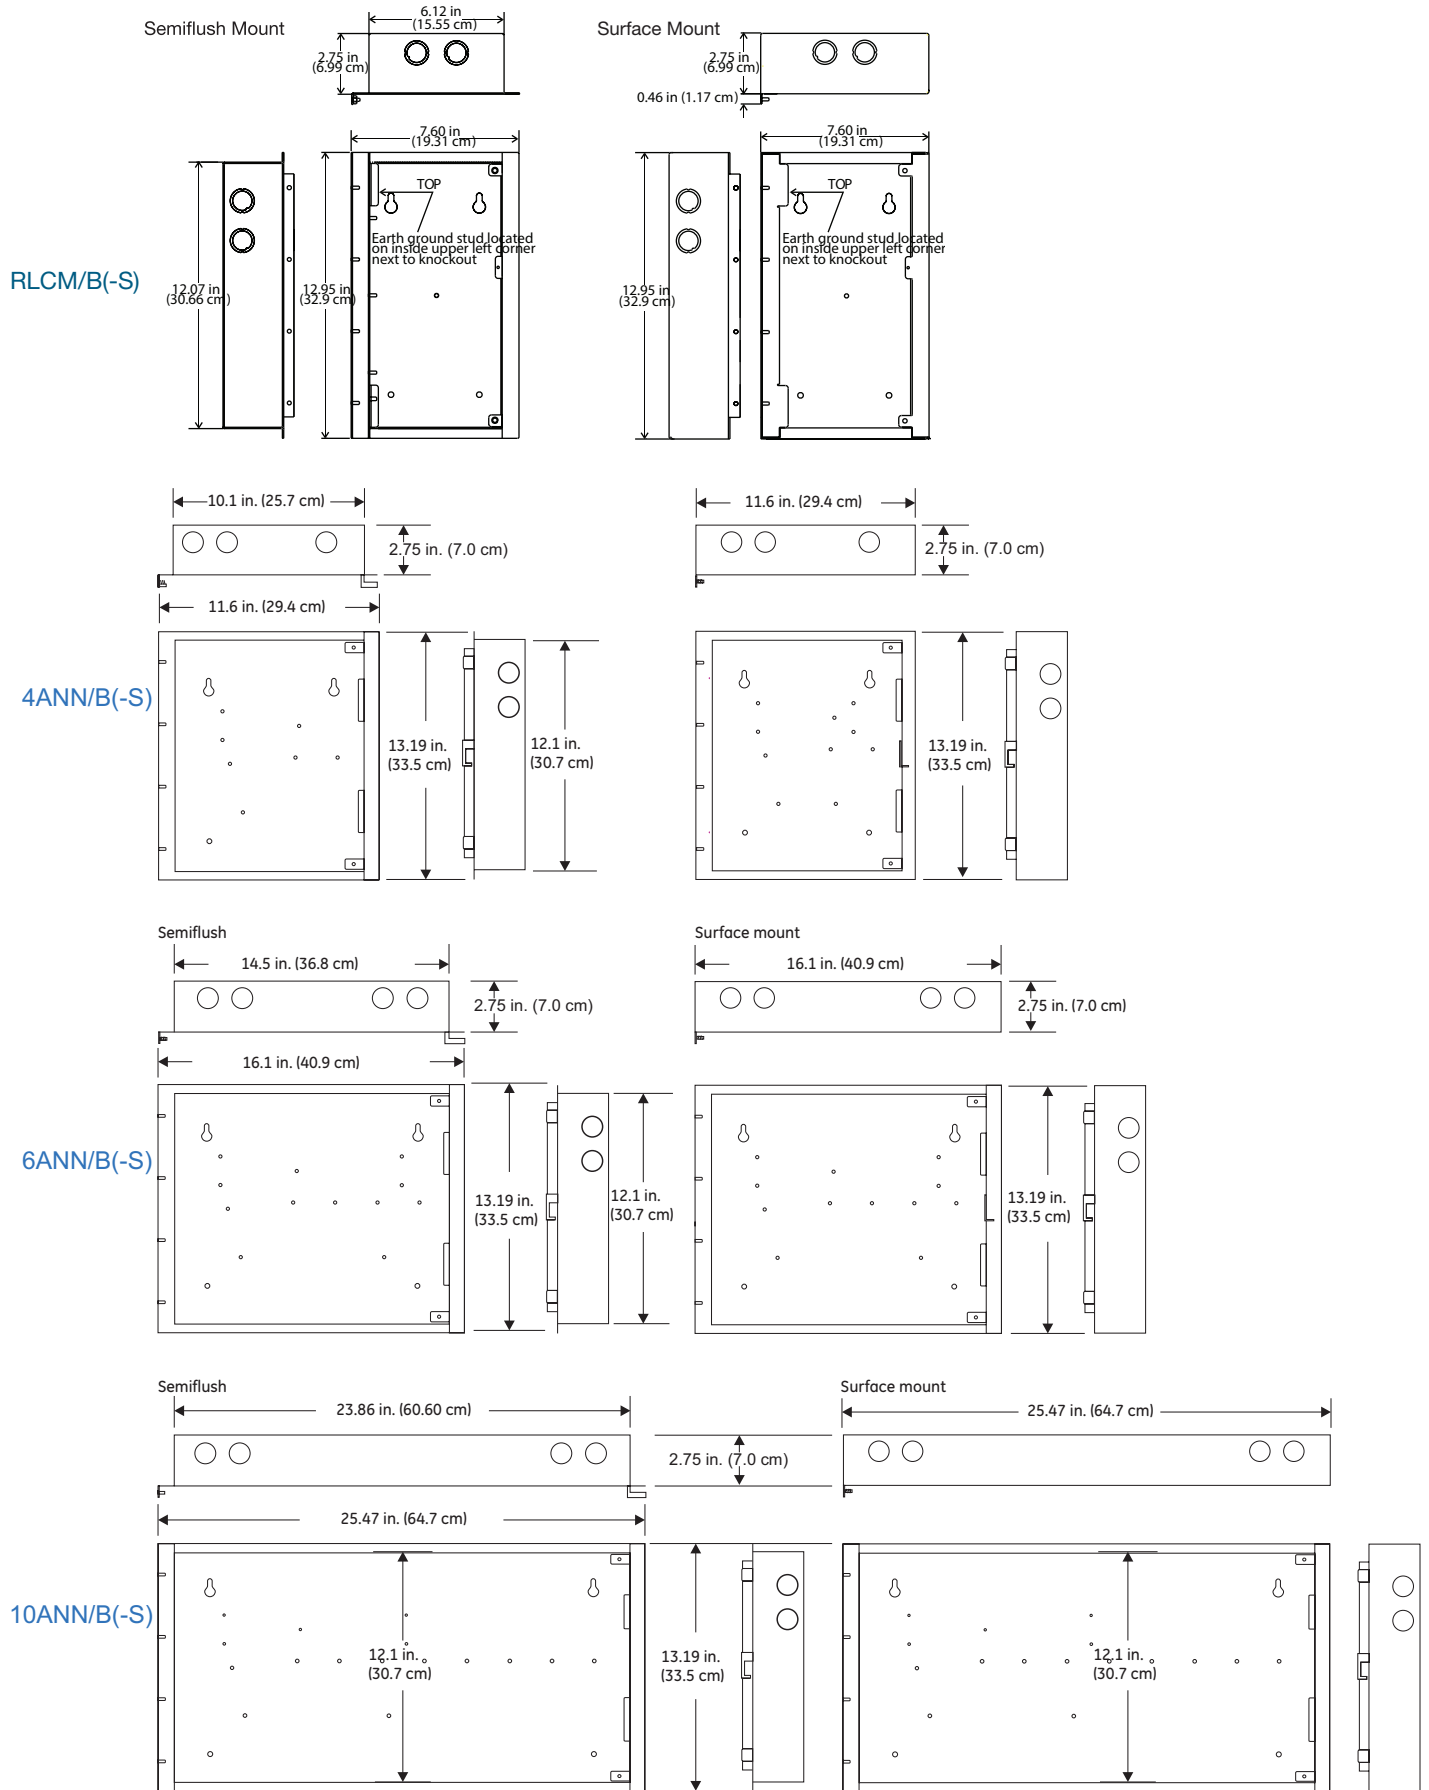 Semiflush Mount
6.12 in
(15.55 cm)
2.75 in
(6.99 cm)
Surface Mount
2.75 in
(6.99 cm)
0.46 in (1.17 cm)
RLCM/B(-S)
12.07 in
(30.66 cm)
7.60 in
(19.31 cm)
12.95 in
(32.9 cm)
TOP
Earth ground stud located
on inside upper left corner
next to knockout
7.60 in
(19.31 cm)
12.95 in
(32.9 cm)
TOP
Earth ground stud located
on inside upper left corner
next to knockout
4ANN/B(-S)
10.1 in. (25.7 cm)
2.75 in. (7.0 cm)
11.6 in. (29.4 cm)
13.19 in.
(33.5 cm)
12.1 in.
(30.7 cm)
11.6 in. (29.4 cm)
2.75 in. (7.0 cm)
13.19 in.
(33.5 cm)
6ANN/B(-S)
Semiflush
14.5 in. (36.8 cm)
2.75 in. (7.0 cm)
16.1 in. (40.9 cm)
13.19 in.
(33.5 cm)
12.1 in.
(30.7 cm)
Surface mount
16.1 in. (40.9 cm)
2.75 in. (7.0 cm)
13.19 in.
(33.5 cm)
10ANN/B(-S)
Semiflush
23.86 in. (60.60 cm)
2.75 in. (7.0 cm)
25.47 in. (64.7 cm)
12.1 in.
(30.7 cm)
13.19 in.
(33.5 cm)
Surface mount
25.47 in. (64.7 cm)
12.1 in.
(30.7 cm)